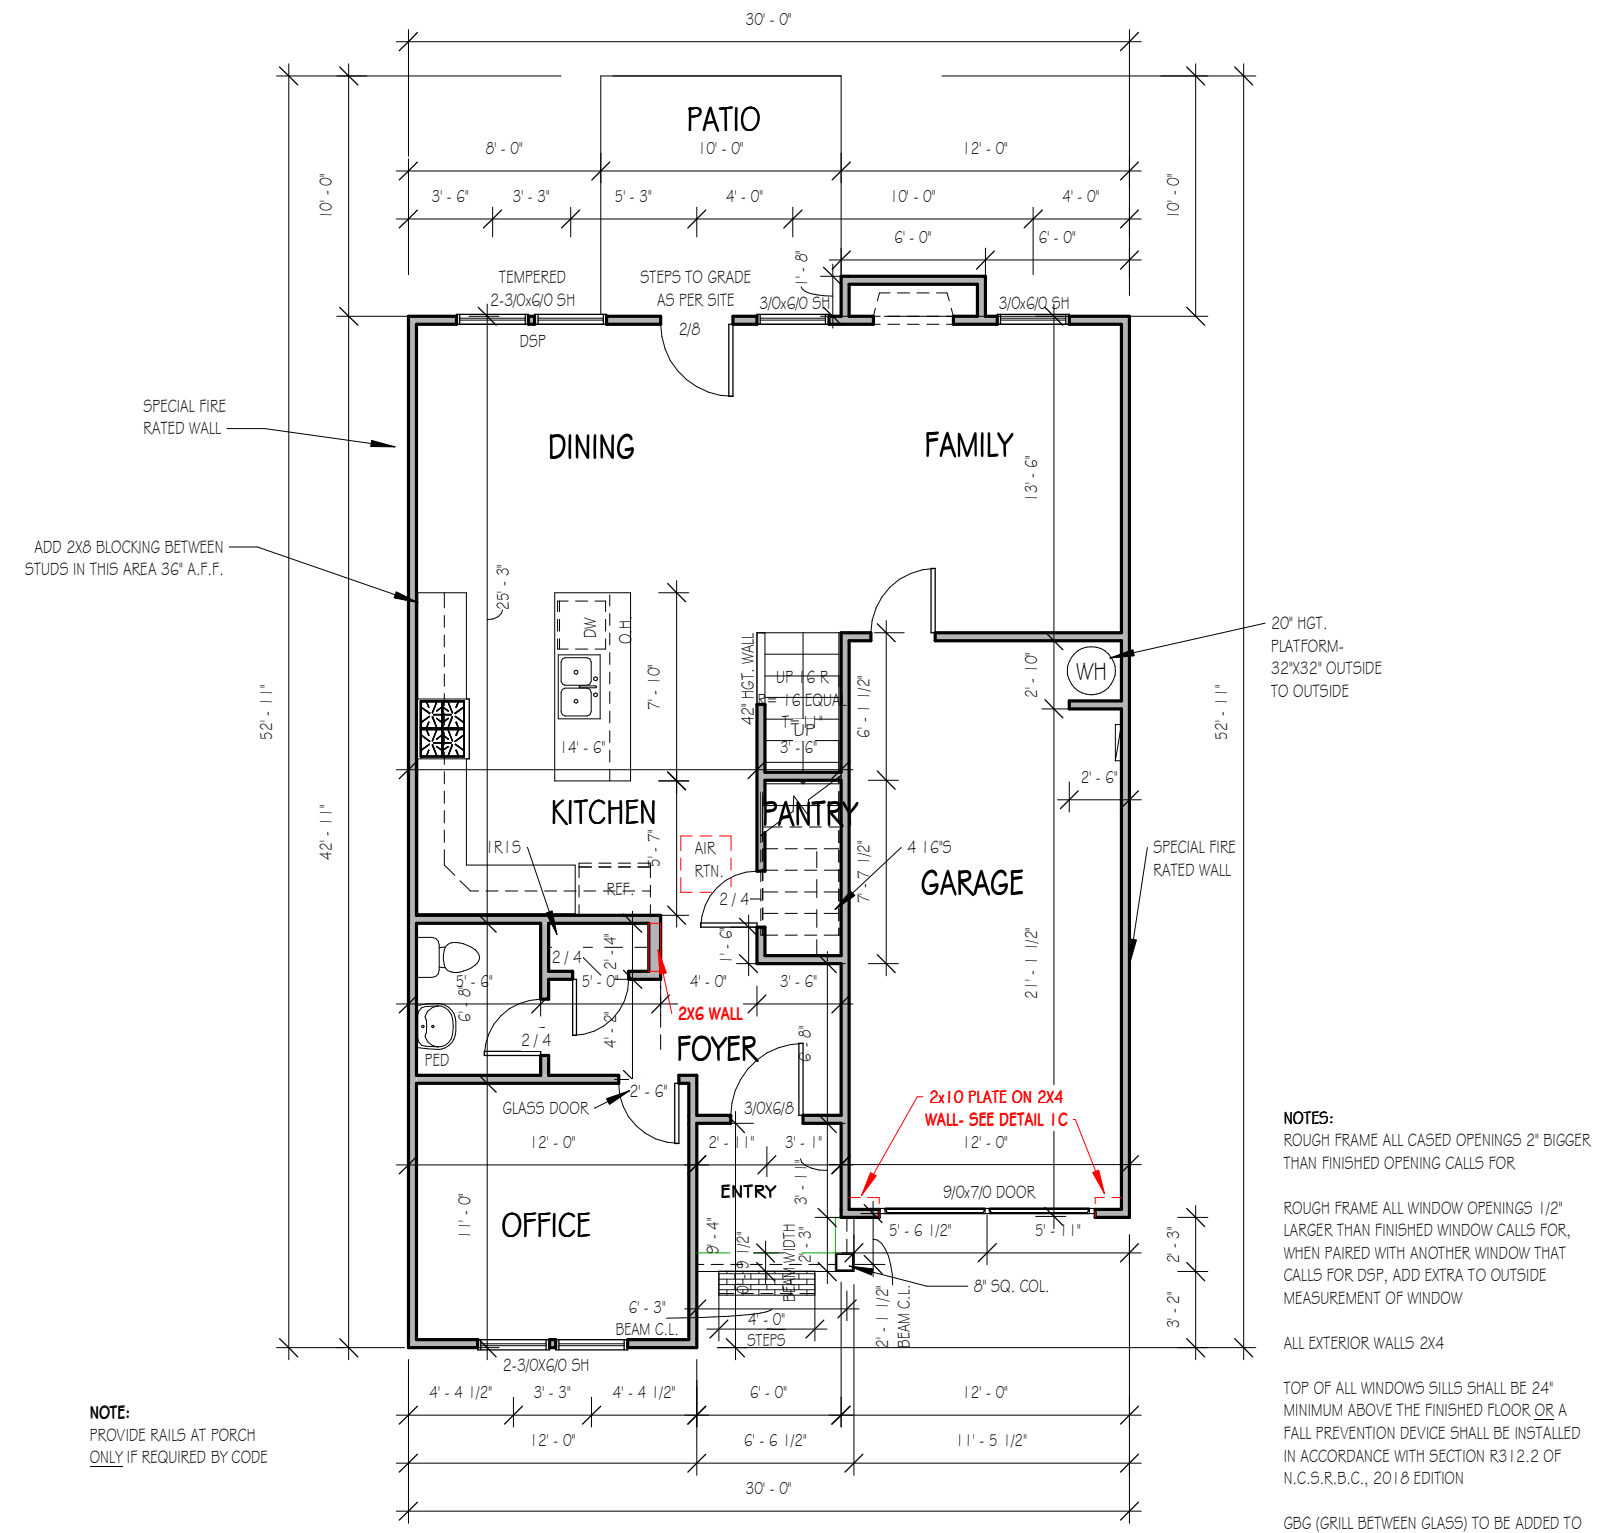 30' - 0"
PATIO
8' - 0"
10' - 0"
12' - 0"
3' - 6"
3' - 3"
5' - 3"
4' - 0"
10' - 0"
4' - 0"
10' - 0"
10' - 0"
6' - 0"
6' - 0"
1' - 8"
TEMPERED
2-3/0x6/0 SH
STEPS TO GRADE
AS PER SITE
3/0x6/0 SH
3/0x6/0 SH
2/8
DSP
SPECIAL FIRE
RATED WALL
DINING
FAMILY
13' - 6"
ADD 2X8 BLOCKING BETWEEN
STUDS IN THIS AREA 36" A.F.F.
25' - 3"
DW
O.H.
42" HGT. WALL
7' - 10"
UP 16 R
R = 16 EQUAL
T= 11"
UP
3' - 6"
14' - 6"
6' - 1 1/2"
2' - 10"
WH
20" HGT.
PLATFORM-
32"X32" OUTSIDE
TO OUTSIDE
52' - 11"
52' - 11"
2' - 6"
42' - 11"
KITCHEN
PANTRY
1R1S
5' - 7"
AIR
RTN.
REF.
2 / 4
7' - 7 1/2"
4 16"S
GARAGE
SPECIAL FIRE
RATED WALL
1' - 6"
2 / 4
2' - 4"
5' - 6"
5' - 0"
4' - 0"
3' - 6"
6' - 8"
21' - 1 1/2"
2X6 WALL
4' - 2"
2 / 4
PED
FOYER
6' - 8"
2' - 6"
GLASS DOOR
3/0X6/8
2x10 PLATE ON 2X4
WALL- SEE DETAIL 1C
12' - 0"
2' - 11"
3' - 1"
12' - 0"
3' - 11"
ENTRY
9/0x7/0 DOOR
OFFICE
11' - 0"
9' - 4"
0' - 9 1/2"
BEAM WIDTH
2' - 3"
5' - 6 1/2"
5' - 11"
2' - 3"
8" SQ. COL.
6' - 3"
BEAM C.L.
4' - 0"
STEPS
2' - 1 1/2"
BEAM C.L.
3' - 2"
2-3/0X6/0 SH
4' - 4 1/2"
3' - 3"
4' - 4 1/2"
6' - 0"
12' - 0"
12' - 0"
6' - 6 1/2"
11' - 5 1/2"
30' - 0"
NOTE:
PROVIDE RAILS AT PORCH
ONLY IF REQUIRED BY CODE
NOTES:
ROUGH FRAME ALL CASED OPENINGS 2" BIGGER
THAN FINISHED OPENING CALLS FOR
ROUGH FRAME ALL WINDOW OPENINGS 1/2"
LARGER THAN FINISHED WINDOW CALLS FOR,
WHEN PAIRED WITH ANOTHER WINDOW THAT
CALLS FOR DSP, ADD EXTRA TO OUTSIDE
MEASUREMENT OF WINDOW
ALL EXTERIOR WALLS 2X4
TOP OF ALL WINDOWS SILLS SHALL BE 24"
MINIMUM ABOVE THE FINISHED FLOOR OR A
FALL PREVENTION DEVICE SHALL BE INSTALLED
IN ACCORDANCE WITH SECTION R312.2 OF
N.C.S.R.B.C., 2018 EDITION
GBG (GRILL BETWEEN GLASS) TO BE ADDED TO